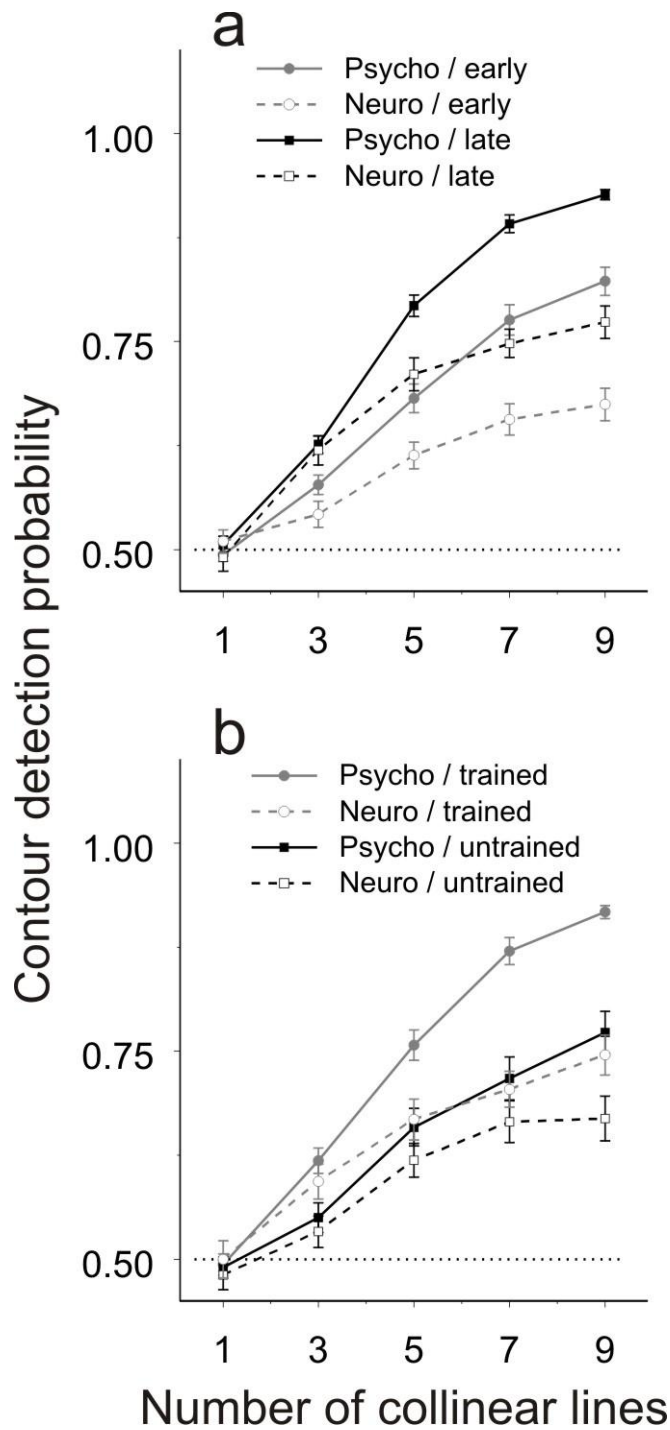 a
Psycho / early
Neuro / early
Psycho / late
Neuro / late
1.00
0.75
0.50
1 3 5 7 9
Contour detection probability
b
Psycho / trained
Neuro / trained
Psycho / untrained
Neuro / untrained
1.00
0.75
0.50
1 3 5 7 9
Number of collinear lines